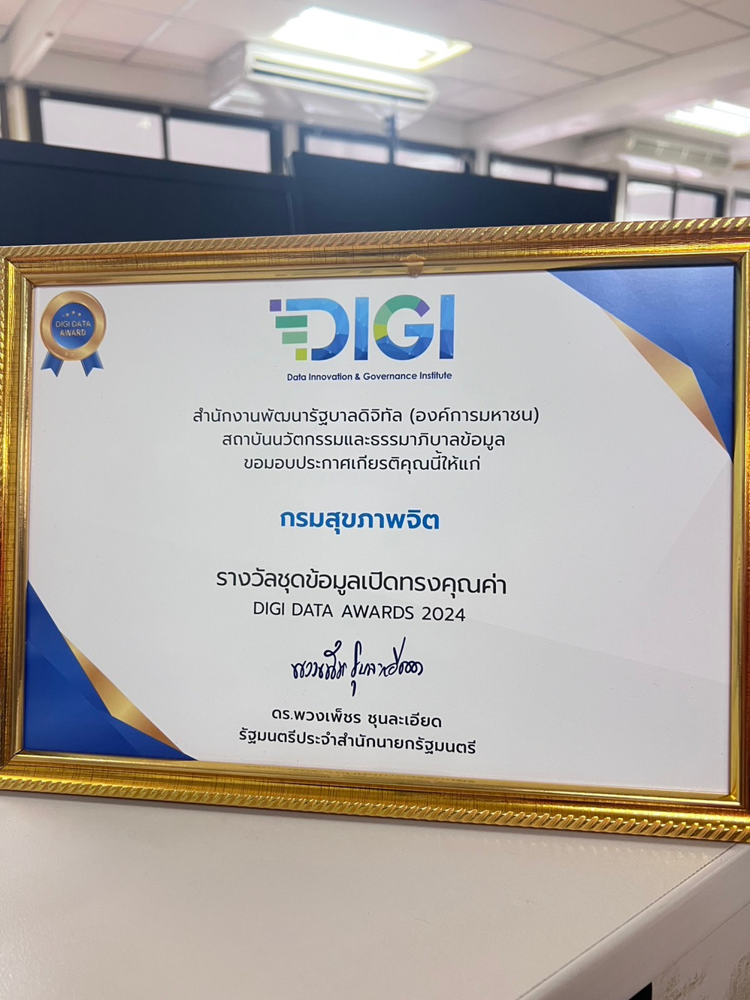 DIGI DATA
AWARD
DIGI
Data Innovation & Governance Institute
สำนักงานพัฒนารัฐบาลดิจิทัล (องค์การมหาชน)
สถาบันนวัตกรรมและธรรมาภิบาลข้อมูล
ขอมอบประกาศเกียรติคุณนี้ให้แก่
กรมสุขภาพจิต
รางวัลชุดข้อมูลเปิดทรงคุณค่า
DIGI DATA AWARDS 2024
ดร.พวงเพ็ชร ชุนละเอียด
รัฐมนตรีประจำสำนักนายกรัฐมนตรี